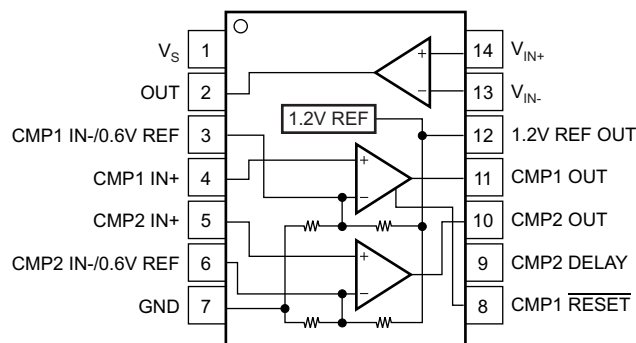 V_S 1 14 V_IN+
OUT 2 13 V_IN-
CMP1 IN-/0.6V REF 3 1.2V REF 12 1.2V REF OUT
CMP1 IN+ 4 11 CMP1 OUT
CMP2 IN+ 5 10 CMP2 OUT
CMP2 IN-/0.6V REF 6 9 CMP2 DELAY
GND 7 8 CMP1 RESET